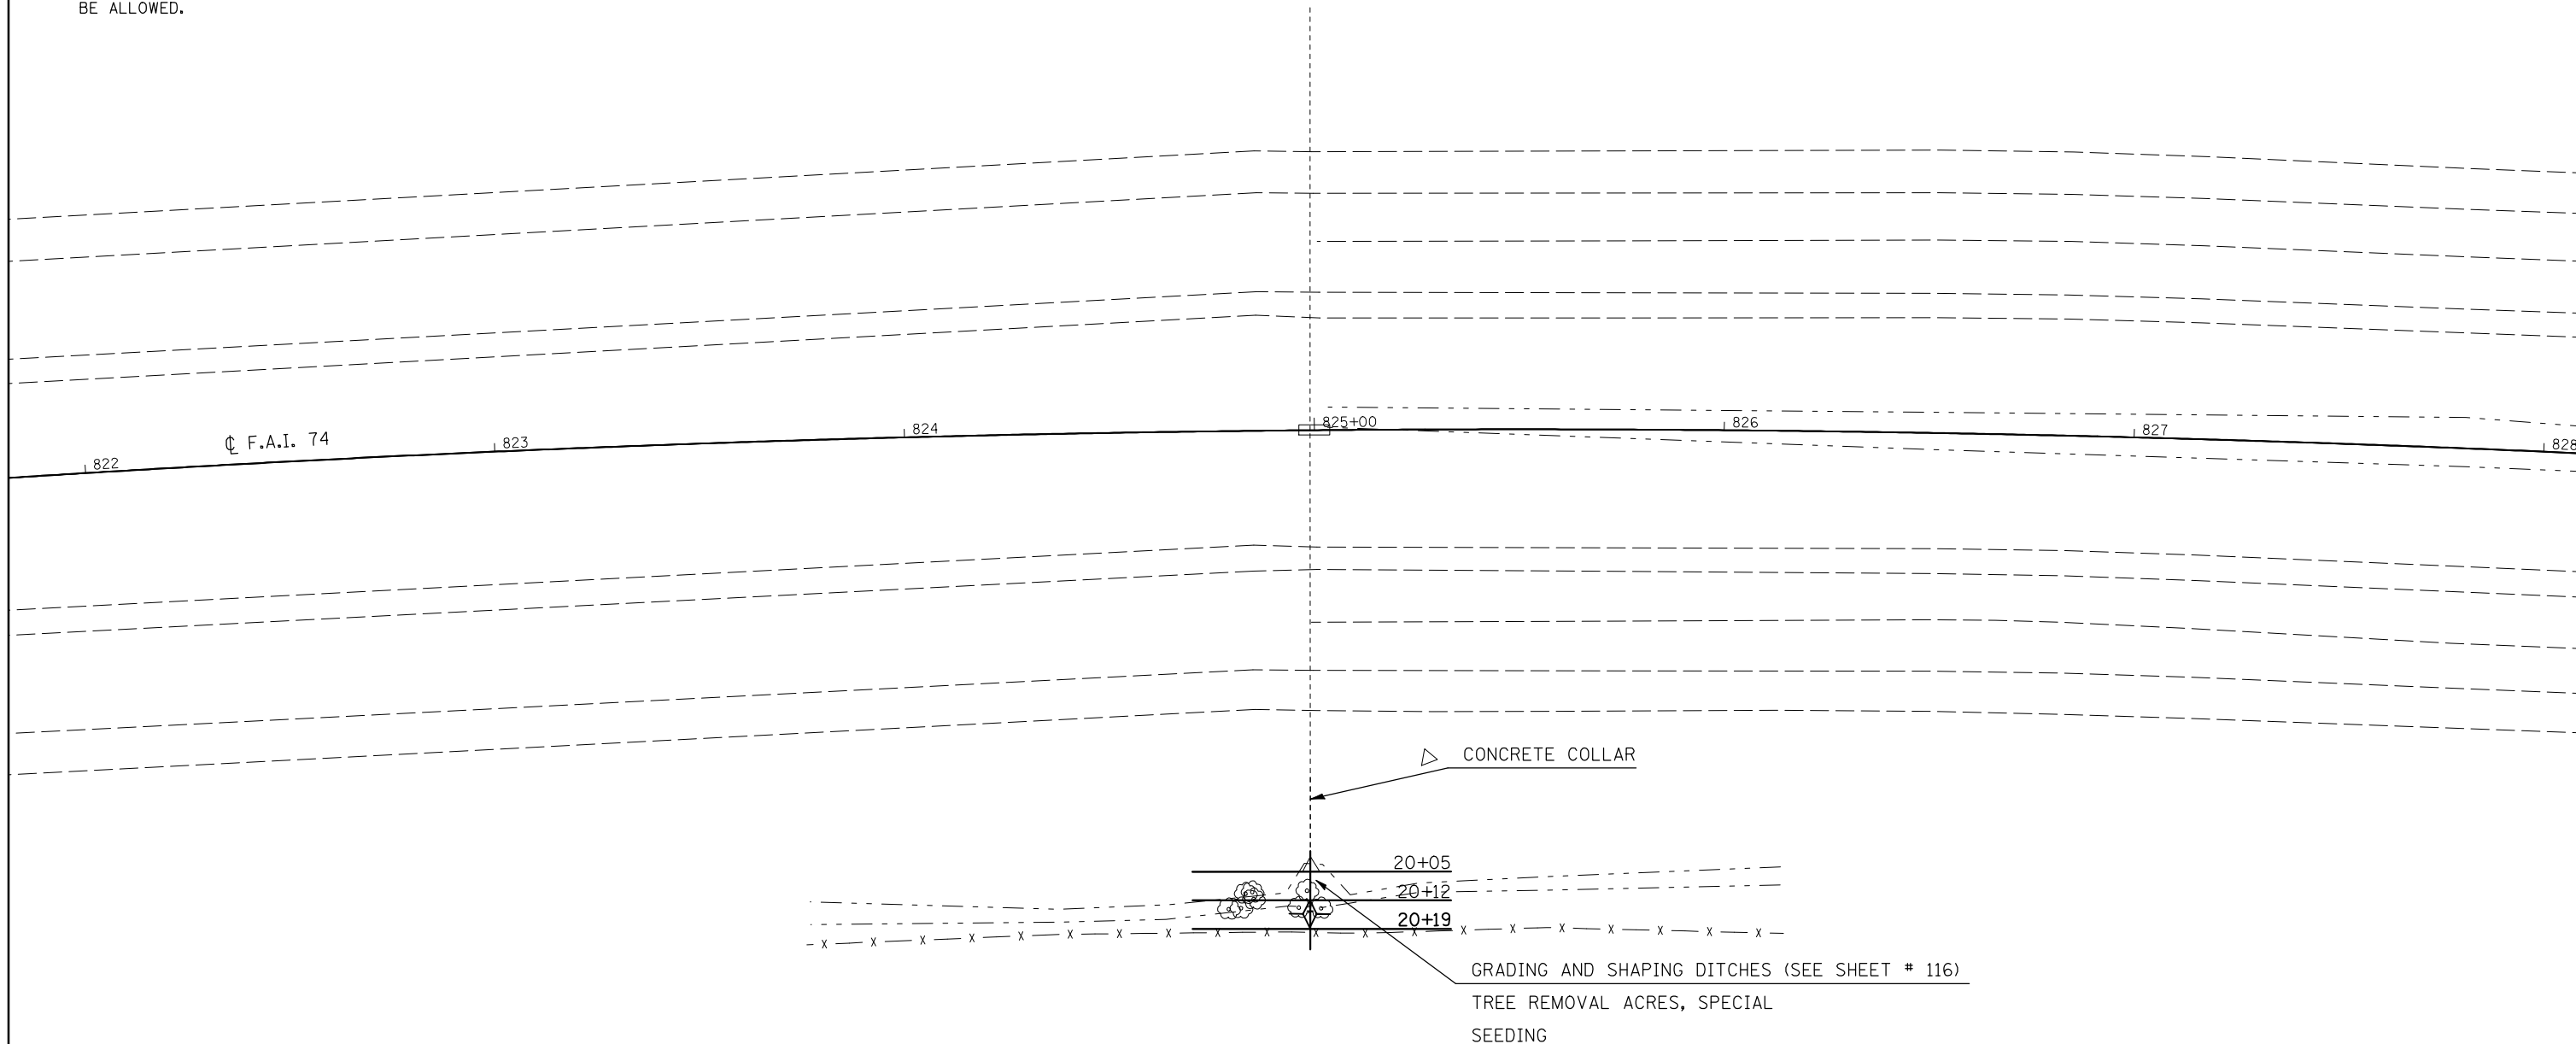 BE ALLOWED.
825+00
826
824
827
℄ F.A.I. 74
823
828
822
CONCRETE COLLAR
20+05
20+12
20+19
X X X X X X X X X X X X X X X X X X X X
GRADING AND SHAPING DITCHES (SEE SHEET # 116)
TREE REMOVAL ACRES, SPECIAL
SEEDING